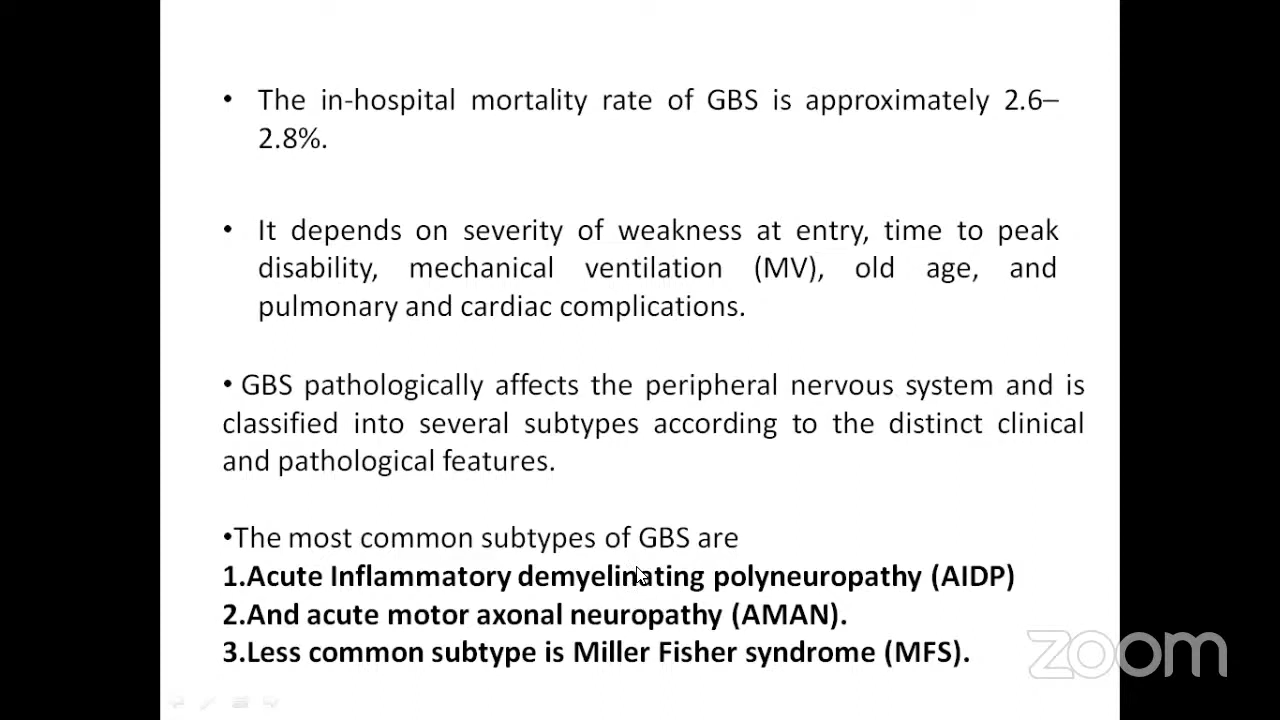 • The in-hospital mortality rate of GBS is approximately 2.6–
2.8%.
• It depends on severity of weakness at entry, time to peak
disability, mechanical ventilation (MV), old age, and
pulmonary and cardiac complications.
• GBS pathologically affects the peripheral nervous system and is
classified into several subtypes according to the distinct clinical
and pathological features.
•The most common subtypes of GBS are
1.Acute Inflammatory demyelinating polyneuropathy (AIDP)
2.And acute motor axonal neuropathy (AMAN).
3.Less common subtype is Miller Fisher syndrome (MFS).
zoom